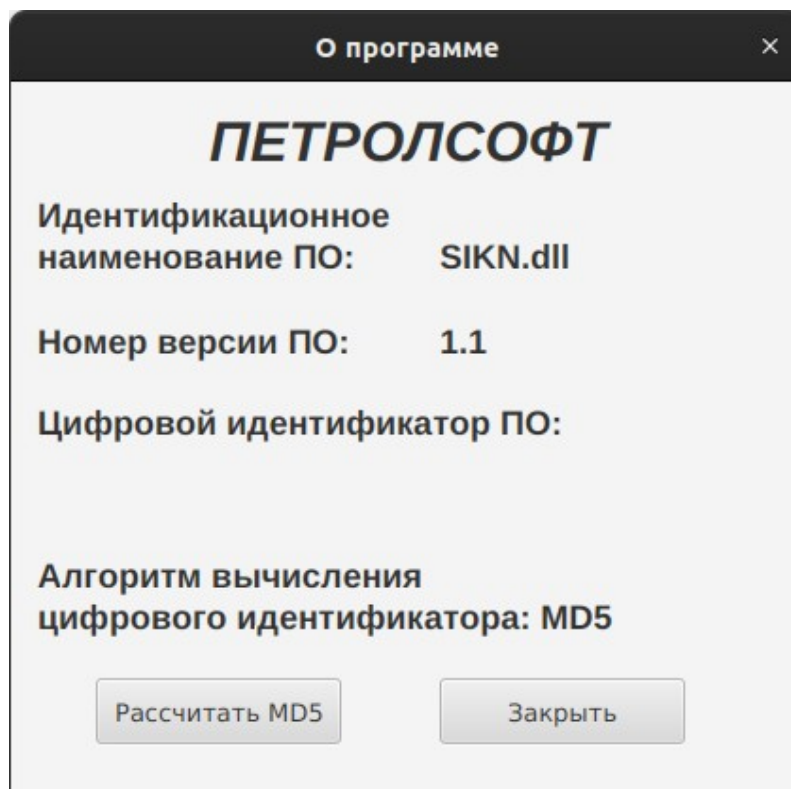 О программе ×
ПЕТРОЛСОФТ
Идентификационное
наименование ПО: SIKN.dll
Номер версии ПО: 1.1
Цифровой идентификатор ПО:
Алгоритм вычисления
цифрового идентификатора: MD5
Рассчитать MD5 Закрыть